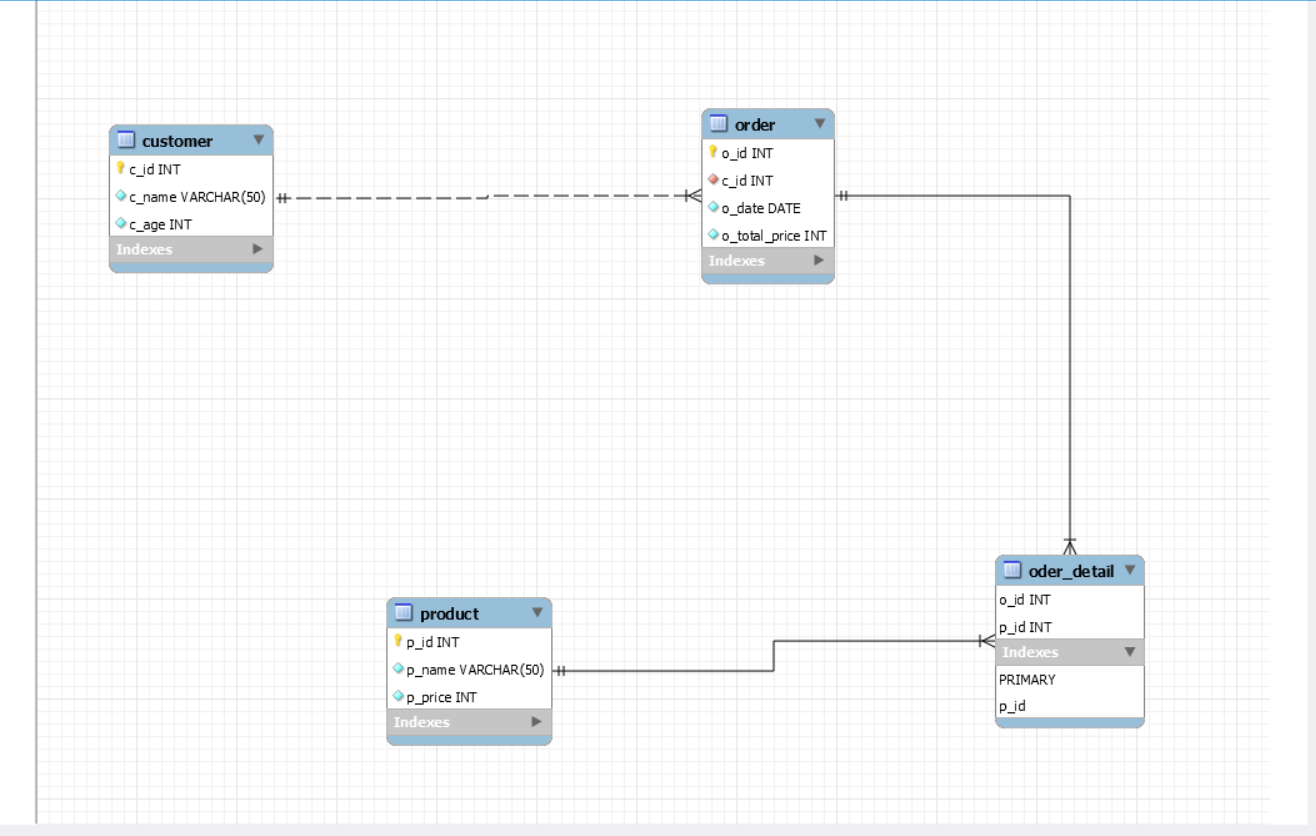 customer
c_id INT
c_name VARCHAR(50)
c_age INT
Indexes
order
o_id INT
c_id INT
o_date DATE
o_total_price INT
Indexes
product
p_id INT
p_name VARCHAR(50)
p_price INT
Indexes
oder_detail
o_id INT
p_id INT
Indexes
PRIMARY
p_id